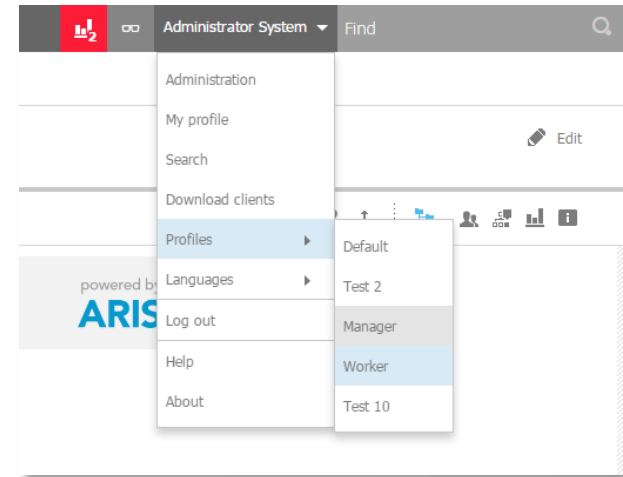 2 Administrator System Find
Administration
My profile
Edit
Search
Download clients
Profiles
Default
powered by
Languages
Test 2
ARIS
Log out
Manager
Help
Worker
About
Test 10